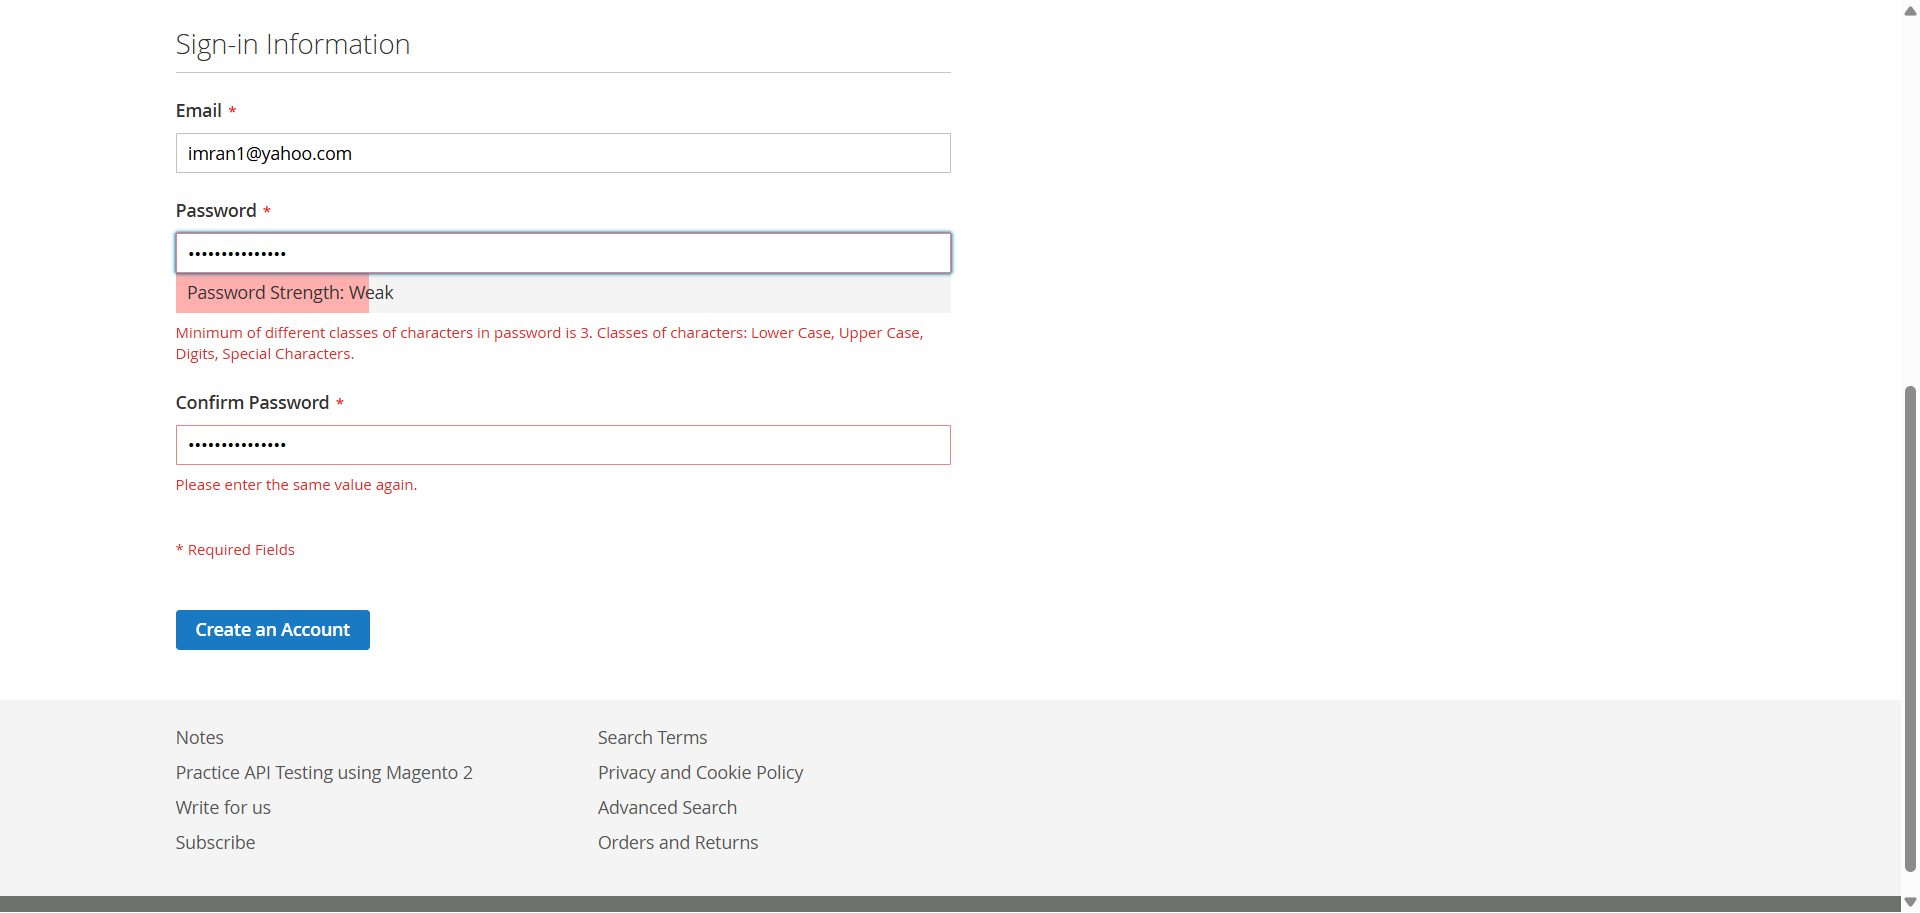 Sign-in Information
Email *
imran1@yahoo.com
Password *
•••••••••••••••
Password Strength: Weak
Minimum of different classes of characters in password is 3. Classes of characters: Lower Case, Upper Case,
Digits, Special Characters.
Confirm Password *
•••••••••••••••
Please enter the same value again.
* Required Fields
Create an Account
Notes
Practice API Testing using Magento 2
Write for us
Subscribe
Search Terms
Privacy and Cookie Policy
Advanced Search
Orders and Returns